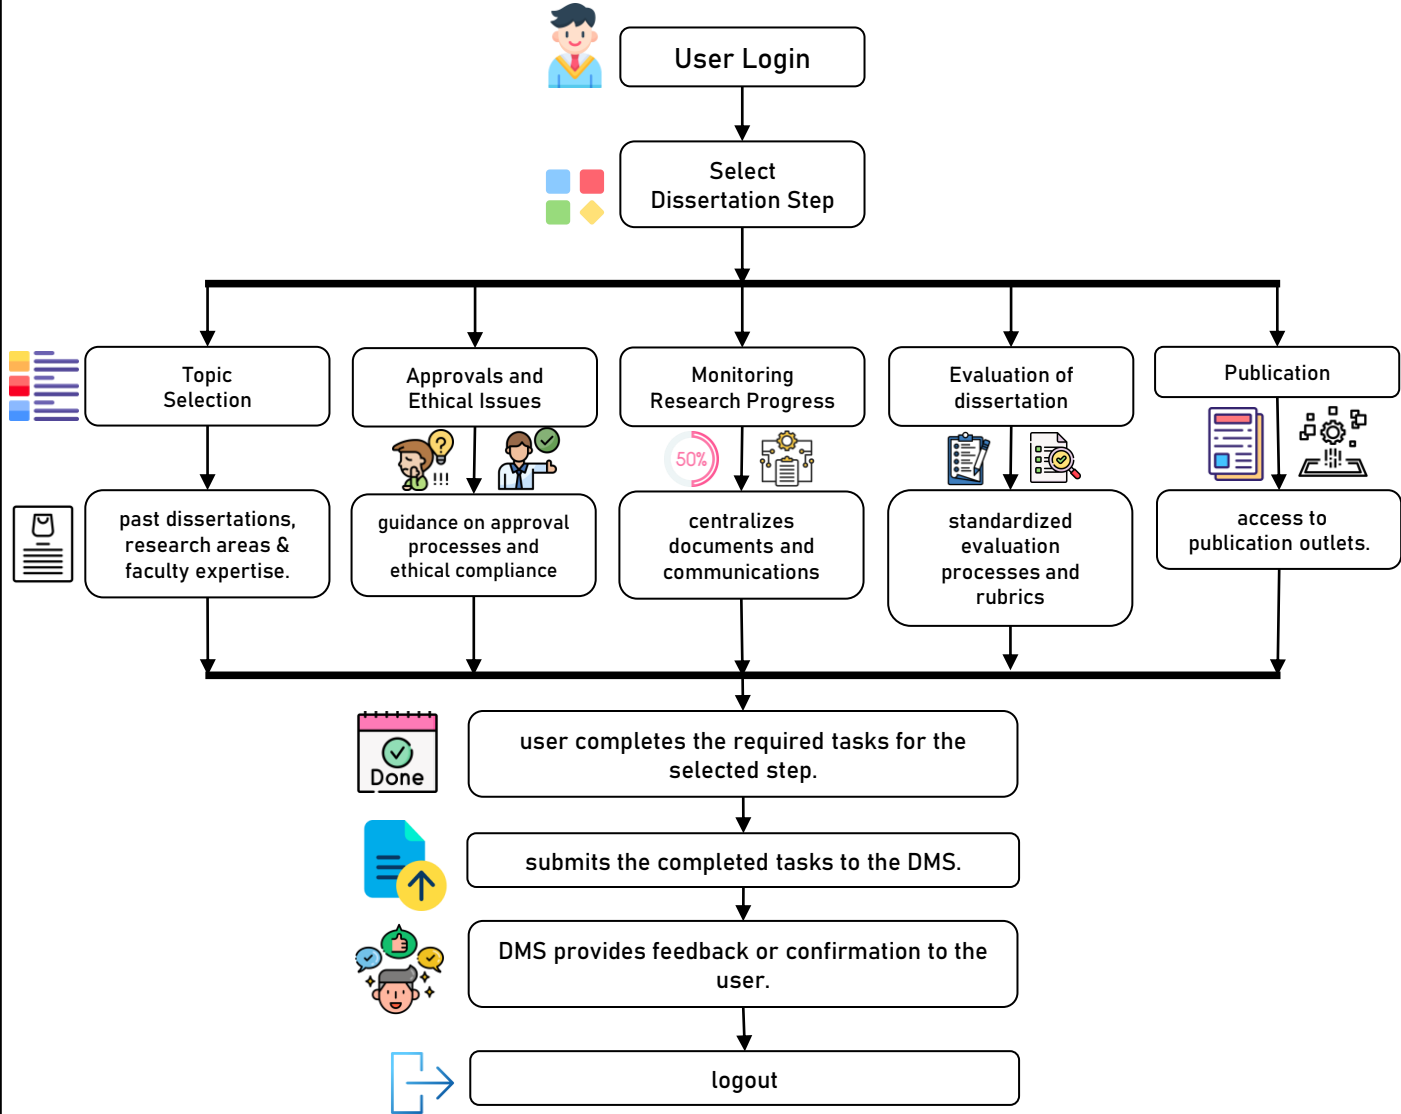 User Login
Select
Dissertation Step
Topic
Selection
Approvals and
Ethical Issues
Monitoring
Research Progress
Evaluation of
dissertation
Publication
?
!!!
50%
past dissertations,
research areas &
faculty expertise.
guidance on approval
processes and
ethical compliance
centralizes
documents and
communications
standardized
evaluation
processes and
rubrics
access to
publication outlets.
Done
user completes the required tasks for the
selected step.
submits the completed tasks to the DMS.
DMS provides feedback or confirmation to the
user.
logout